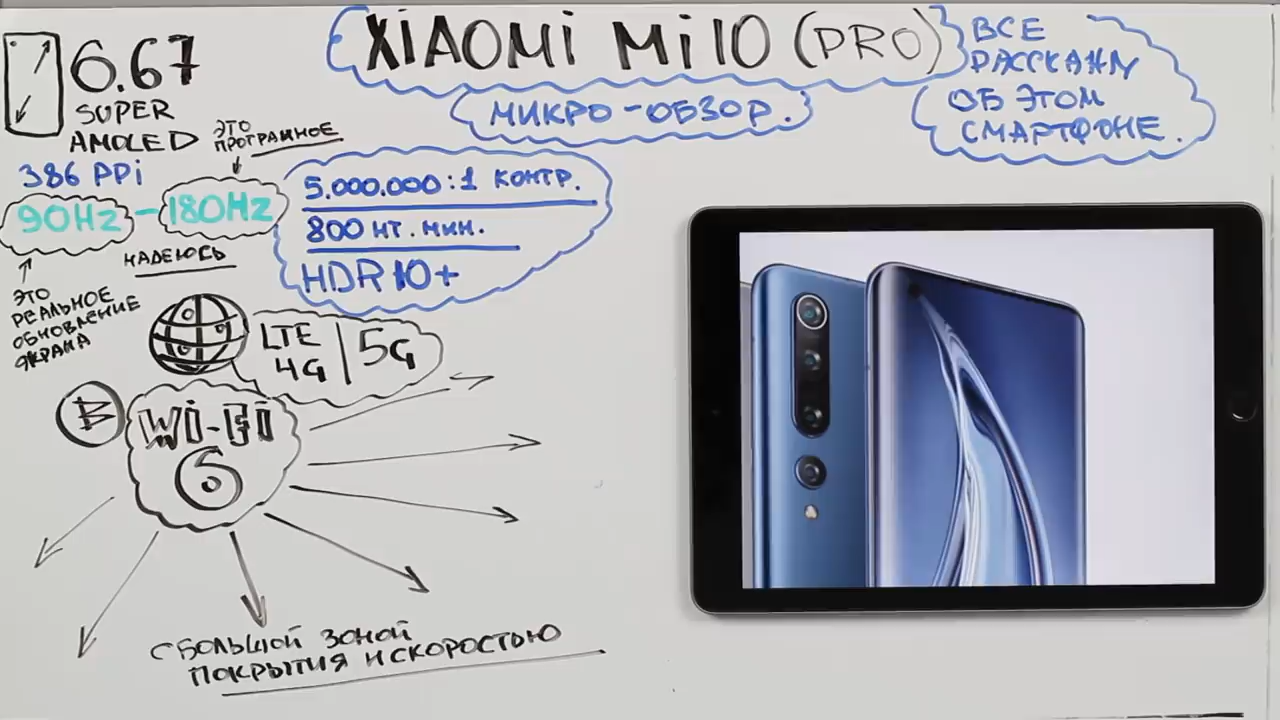 XIAOMI Mi10 (PRO)
МИКРО-ОБЗОР.
ВСЕ
РАССКАЖУ
ОБ ЭТОМ
СМАРТФОНЕ.
6.67
SUPER
AMOLED
386 PPi
ЭТО
ПРОГРАМНОЕ
90HZ - 180HZ
НАДЕЮСЬ
ЭТО
РЕАЛЬНОЕ
ОБНОВЛЕНИЕ
ЭКРАНА
5.000.000:1 КОНТР.
800 НТ. МИН.
HDR10+
LTE
4G | 5G
B
Wi-Fi
6
С БОЛЬШОЙ ЗОНОЙ
ПОКРЫТИЯ И СКОРОСТЬЮ